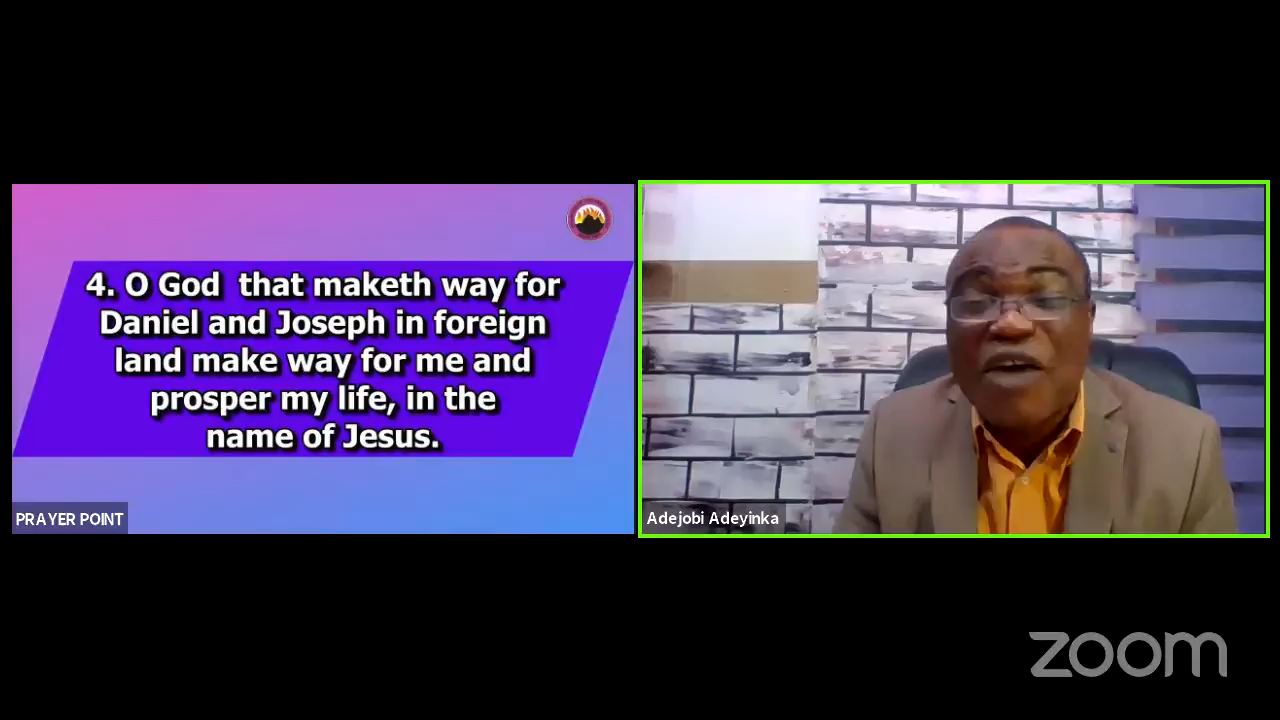 4. O God  that maketh way for
Daniel and Joseph in foreign
land make way for me and
prosper my life, in the
name of Jesus.
PRAYER POINT
Adejobi Adeyinka
zoom